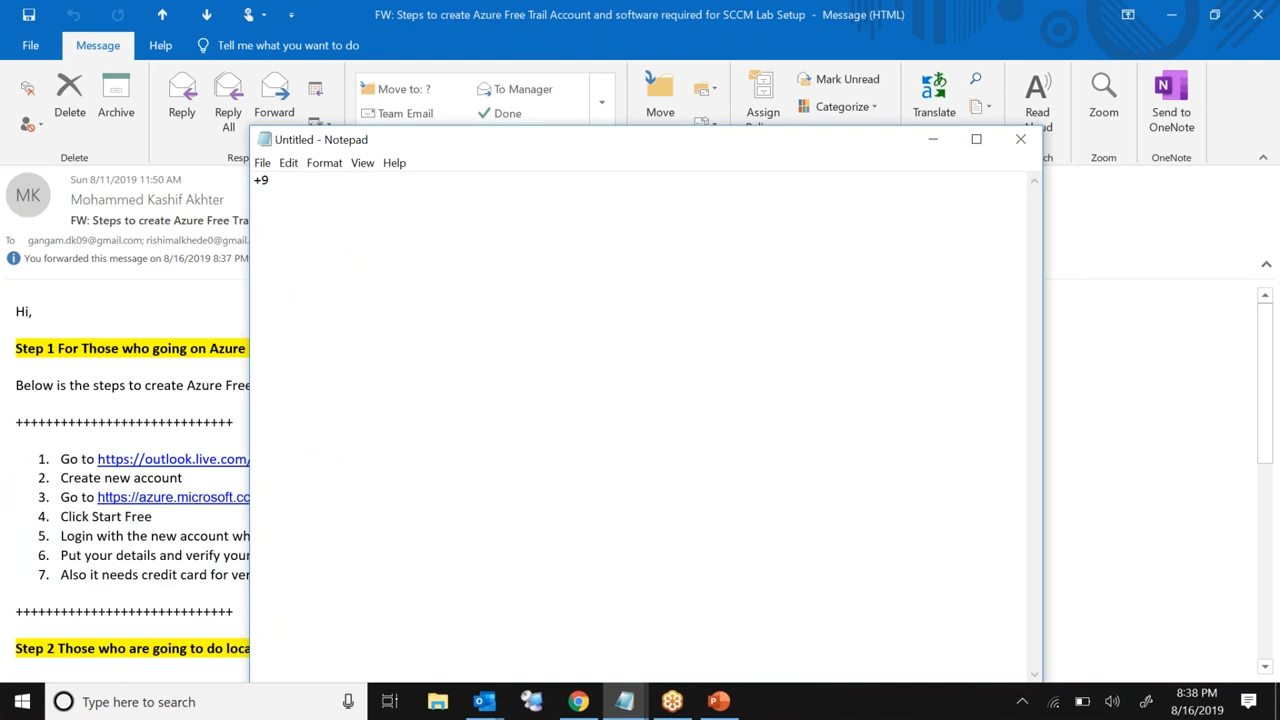 FW: Steps to create Azure Free Trail Account and software required for SCCM Lab Setup - Message (HTML)
File Message Help Tell me what you want to do
Delete
Archive
Reply
Reply All
Forward
Move to: ?
To Manager
Team Email
Done
Move
Assign
Mark Unread
Categorize
Translate
Read
Zoom
Send to OneNote
Delete
Zoom
OneNote
Untitled - Notepad
File Edit Format View Help
+9
MK
Sun 8/11/2019 11:50 AM
Mohammed Kashif Akhter
FW: Steps to create Azure Free Tra
To gangam.dk09@gmail.com; rishimalkhede0@gmail.
You forwarded this message on 8/16/2019 8:37 PM
Hi,
Step 1 For Those who going on Azure
Below is the steps to create Azure Free
+++++++++++++++++++++++++++++
1. Go to https://outlook.live.com/
2. Create new account
3. Go to https://azure.microsoft.co
4. Click Start Free
5. Login with the new account wh
6. Put your details and verify your
7. Also it needs credit card for ver
+++++++++++++++++++++++++++++
Step 2 Those who are going to do loca
Type here to search
8:38 PM
8/16/2019